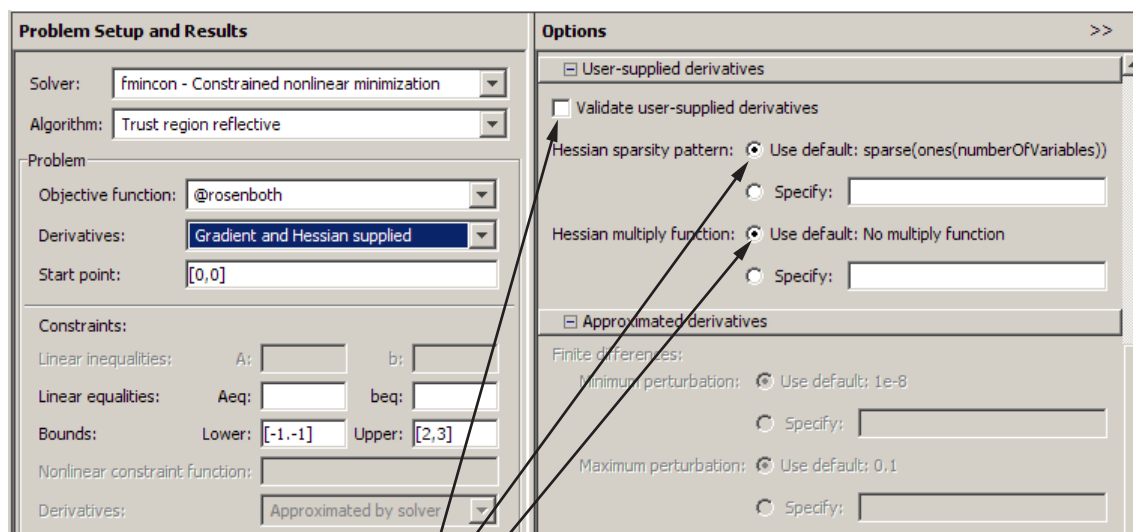 Problem Setup and Results
Solver: fmincon - Constrained nonlinear minimization
Algorithm: Trust region reflective
Problem
Objective function: @rosenboth
Derivatives: Gradient and Hessian supplied
Start point: [0,0]
Constraints:
Linear inequalities: A: b:
Linear equalities: Aeq: beq:
Bounds: Lower: [-1.-1] Upper: [2,3]
Nonlinear constraint function:
Derivatives: Approximated by solver
Options >>
User-supplied derivatives
Validate user-supplied derivatives
Hessian sparsity pattern: Use default: sparse(ones(numberOfVariables))
Specify:
Hessian multiply function: Use default: No multiply function
Specify:
Approximated derivatives
Finite differences:
Minimum perturbation: Use default: 1e-8
Specify:
Maximum perturbation: Use default: 0.1
Specify: